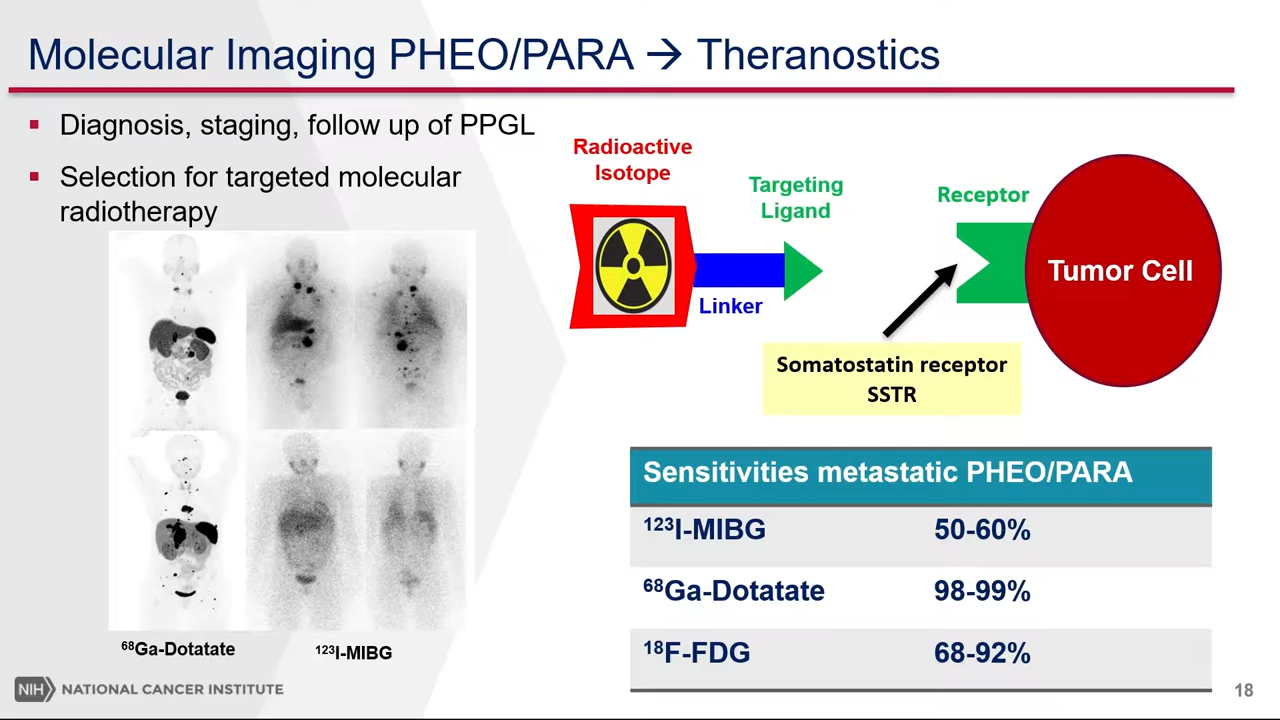 Molecular Imaging PHEO/PARA → Theranostics
▪ Diagnosis, staging, follow up of PPGL
▪ Selection for targeted molecular
radiotherapy
Radioactive
Isotope
Targeting
Ligand
Linker
Receptor
Tumor Cell
Somatostatin receptor
SSTR
⁶⁸Ga-Dotatate
¹²³I-MIBG
Sensitivities metastatic PHEO/PARA
¹²³I-MIBG 50-60%
⁶⁸Ga-Dotatate 98-99%
¹⁸F-FDG 68-92%
NIH NATIONAL CANCER INSTITUTE
18